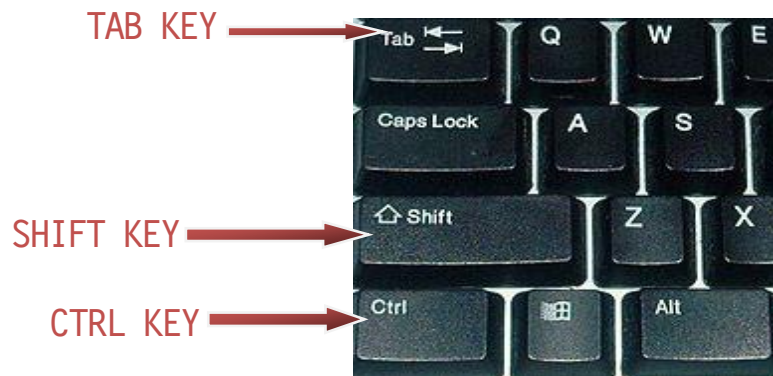 TAB KEY
Tab Q W E
Caps Lock A S
SHIFT KEY
Shift Z X
CTRL KEY
Ctrl Alt